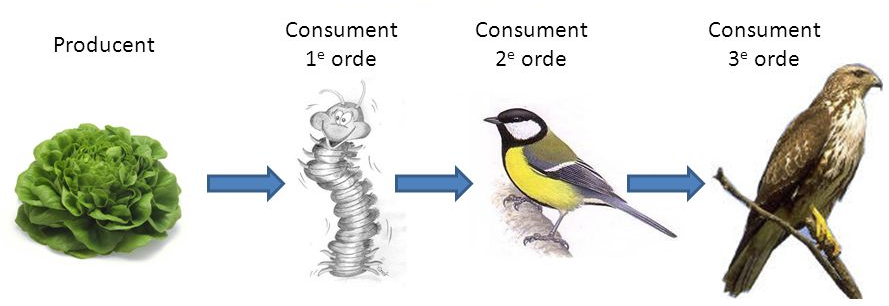 Producent
Consument
1e orde
Consument
2e orde
Consument
3e orde